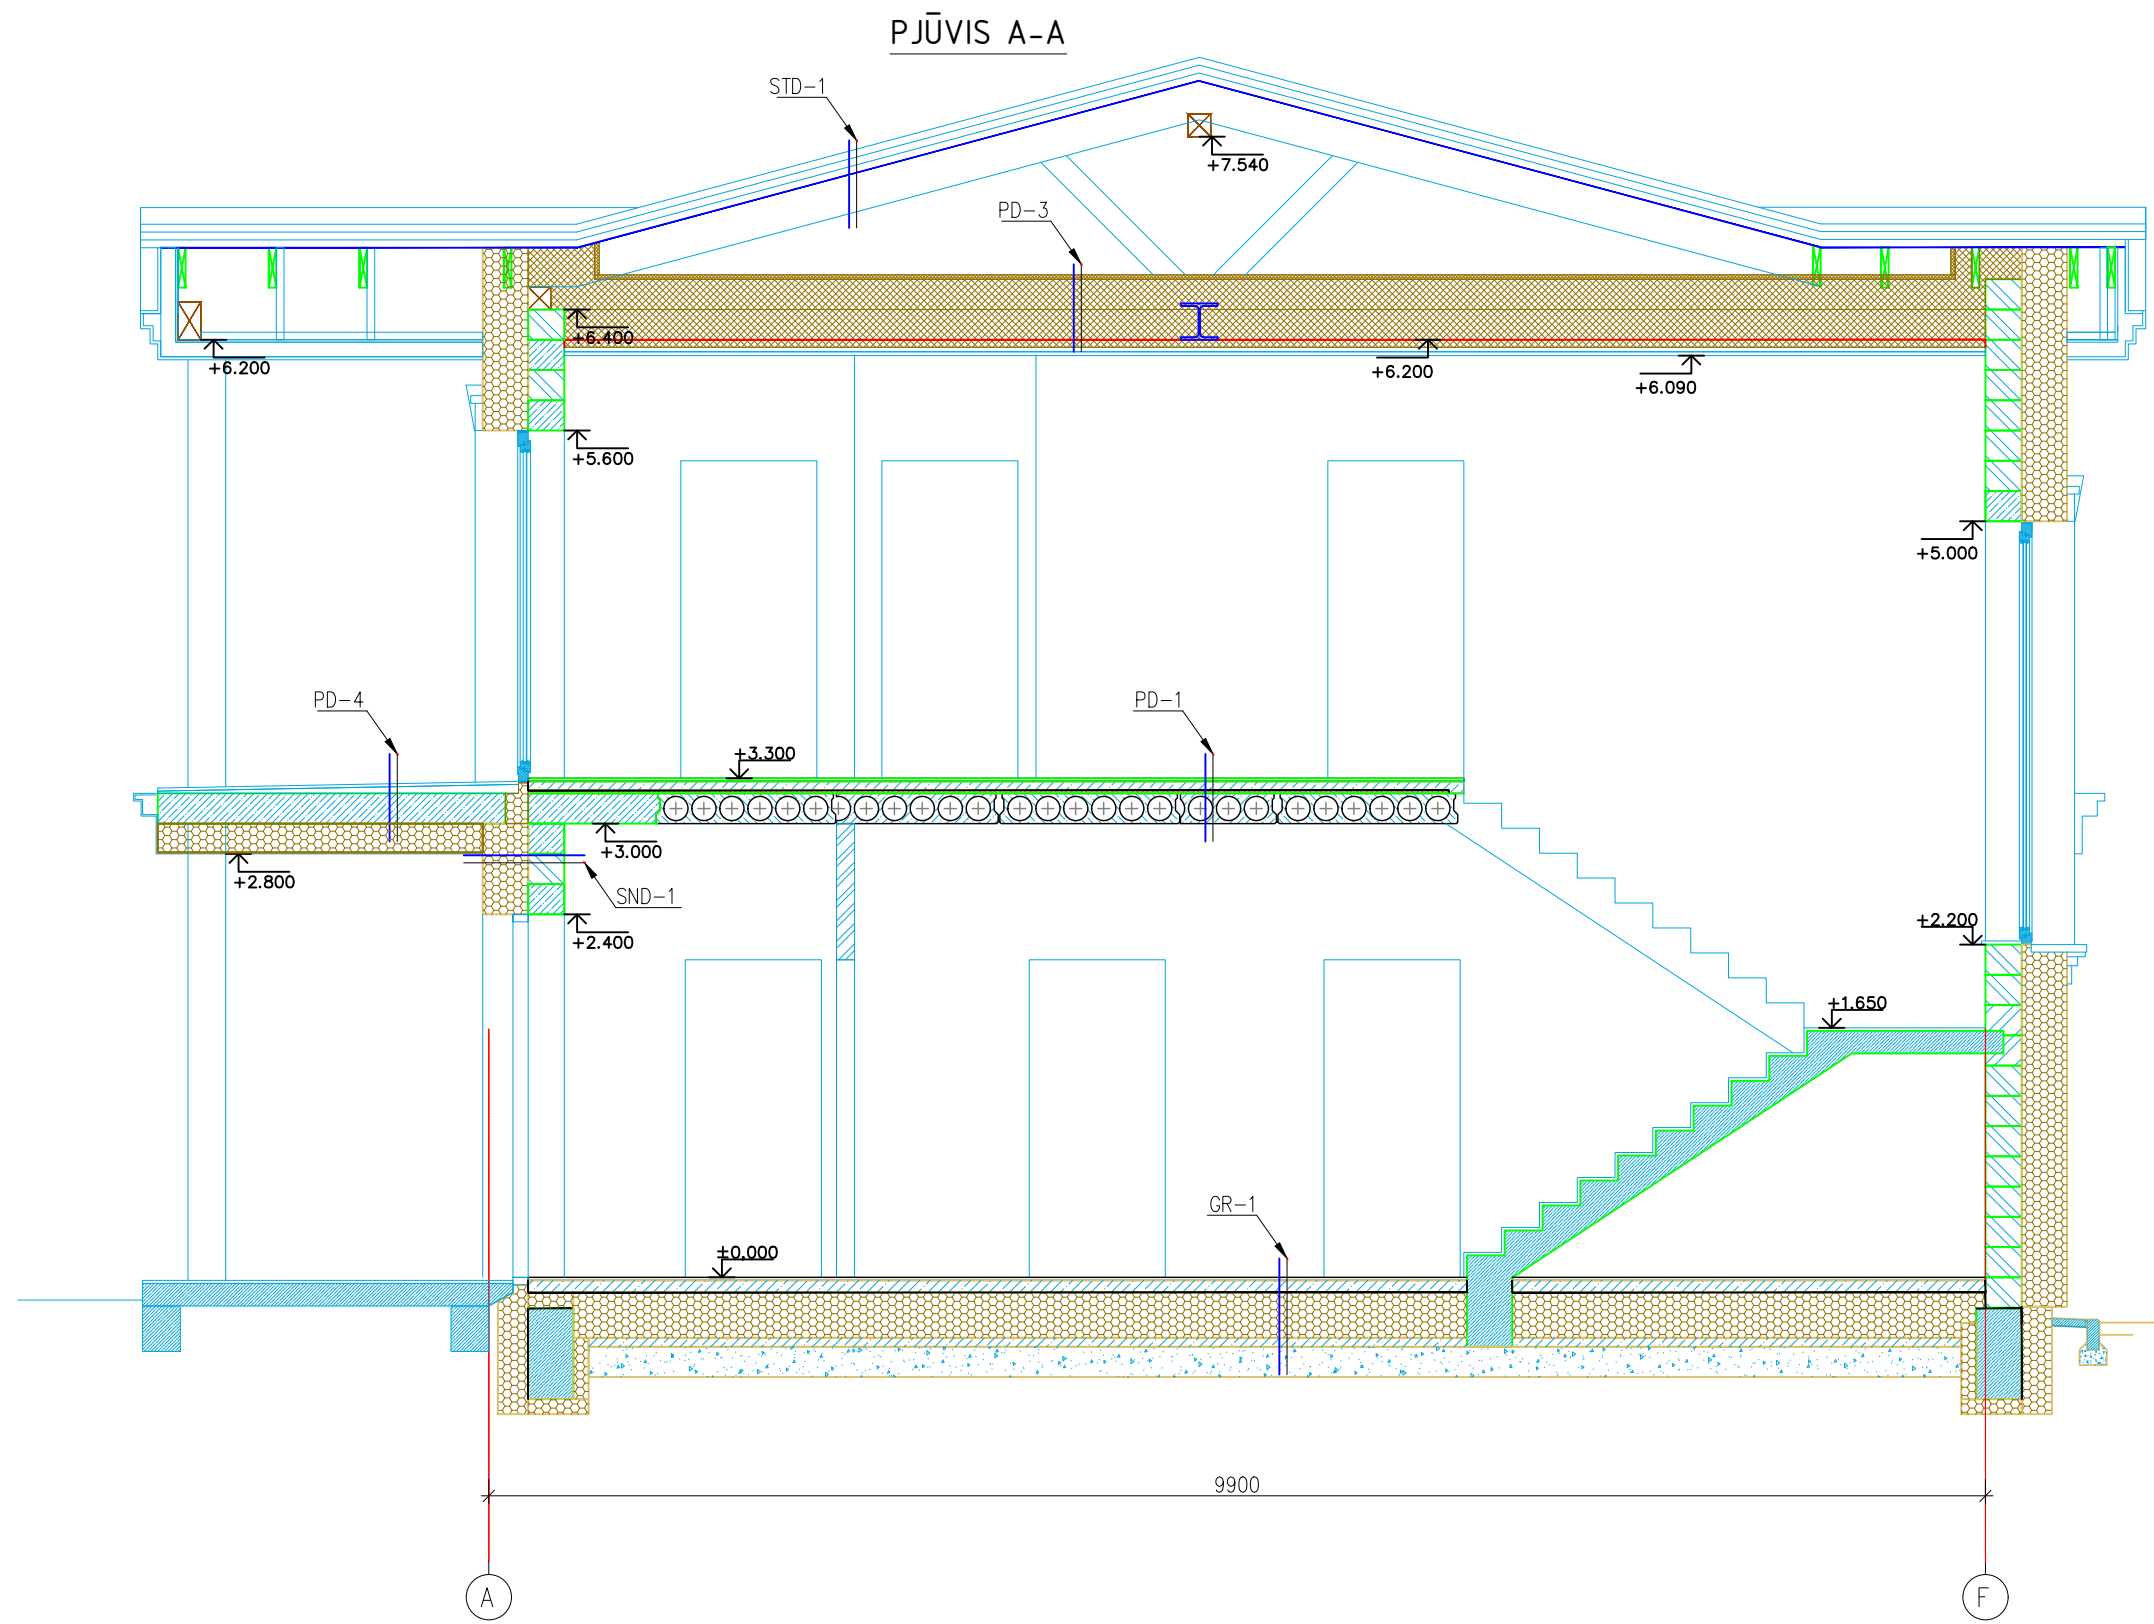 PJŪVIS A-A
STD-1
+7.540
PD-3
+6.400
+6.200
+6.200
+6.090
+5.600
+5.000
PD-4
PD-1
+3.300
+3.000
+2.800
SND-1
+2.400
+2.200
+1.650
GR-1
±0,000
9900
A
F